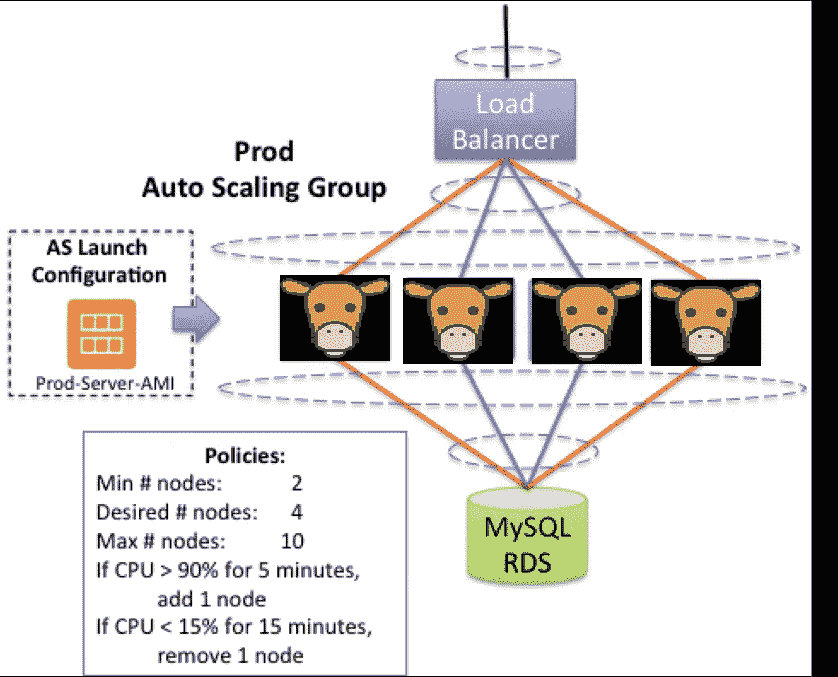 Load
Balancer
Prod
Auto Scaling Group
AS Launch
Configuration
Prod-Server-AMI
Policies:
Min # nodes: 2
Desired # nodes: 4
Max # nodes: 10
If CPU > 90% for 5 minutes,
add 1 node
If CPU < 15% for 15 minutes,
remove 1 node
MySQL
RDS